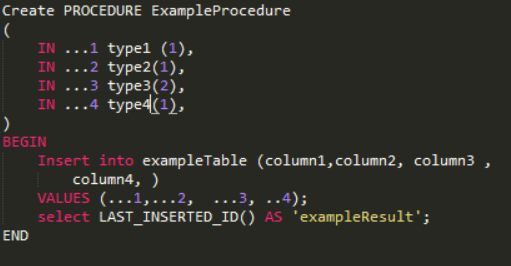 Create PROCEDURE ExampleProcedure
(
    IN ...1 type1 (1),
    IN ...2 type2(1),
    IN ...3 type3(2),
    IN ...4 type4(1),
)
BEGIN
    Insert into exampleTable (column1,column2, column3 ,
        column4, )
    VALUES (...1,...2,  ...3, ..4);
    select LAST_INSERTED_ID() AS 'exampleResult';
END